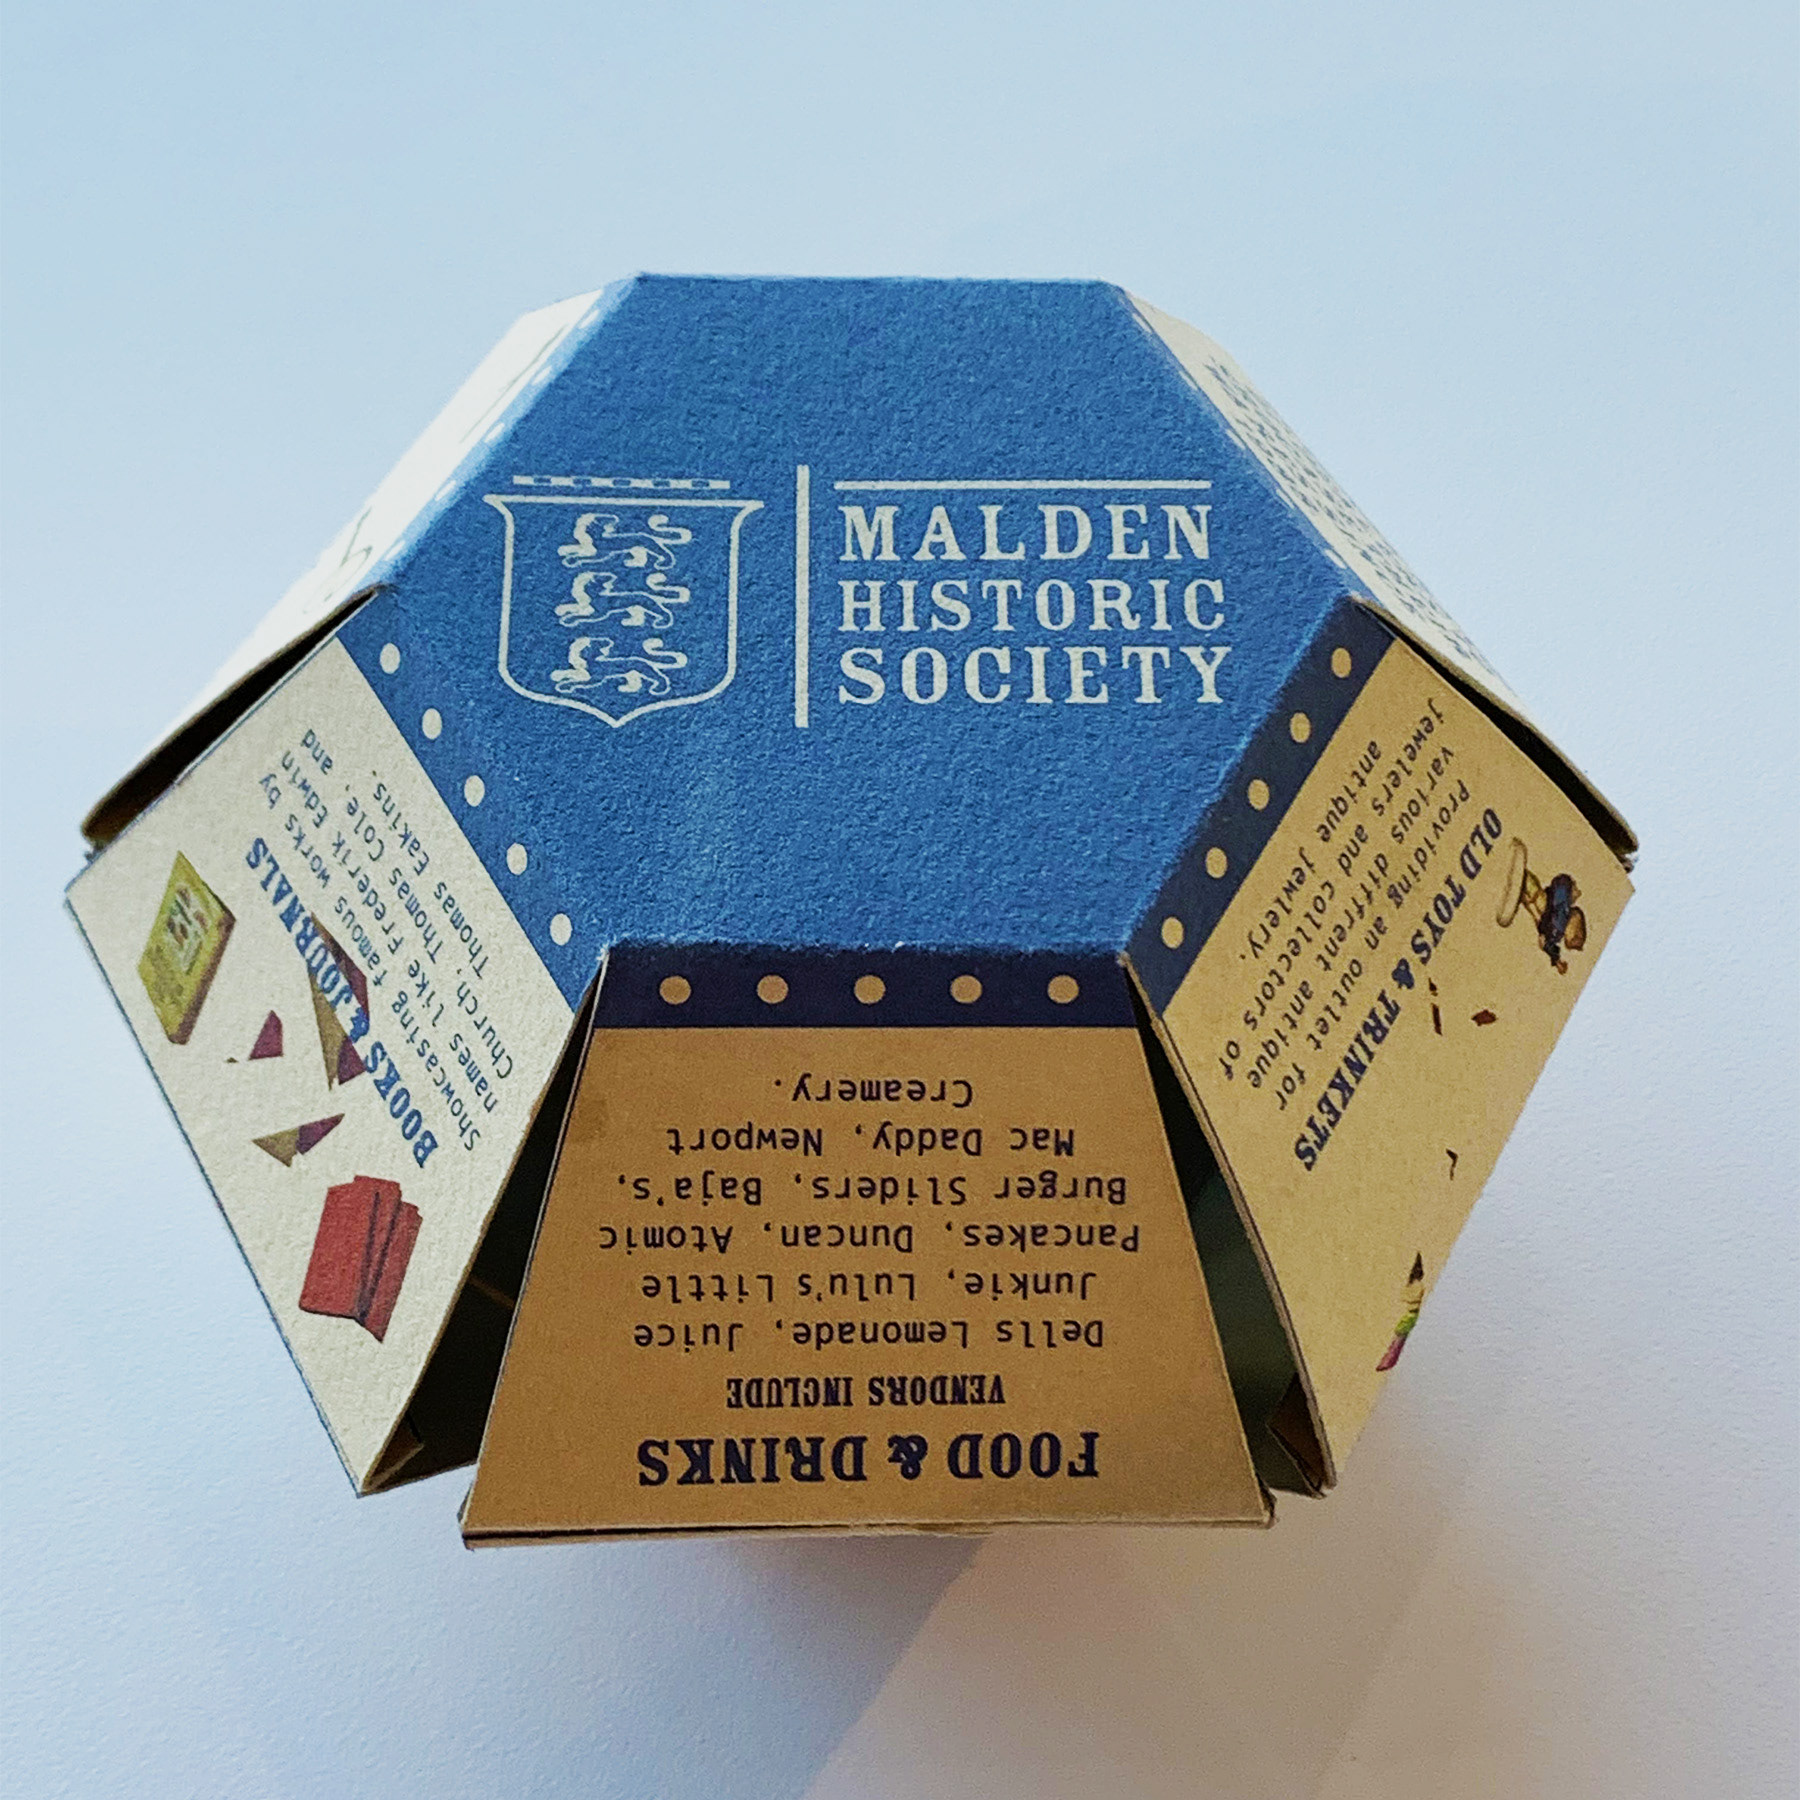 MALDEN
HISTORIC
SOCIETY
BOOKS & JOURNALS
Showcasing famous works by
names like Frederik Edwin
Church, Thomas Cole, and
Thomas Eakins.
FOOD & DRINKS
VENDORS INCLUDE
Dells Lemonade, Juice
Junkie, Lulu's Little
Pancakes, Duncan, Atomic
Burger Sliders, Baja's,
Mac Daddy, Newport
Creamery.
OLD TOYS & TRINKETS
Providing an outlet for
various diffrent antique
jewelers and collectors of
antique jewlery.